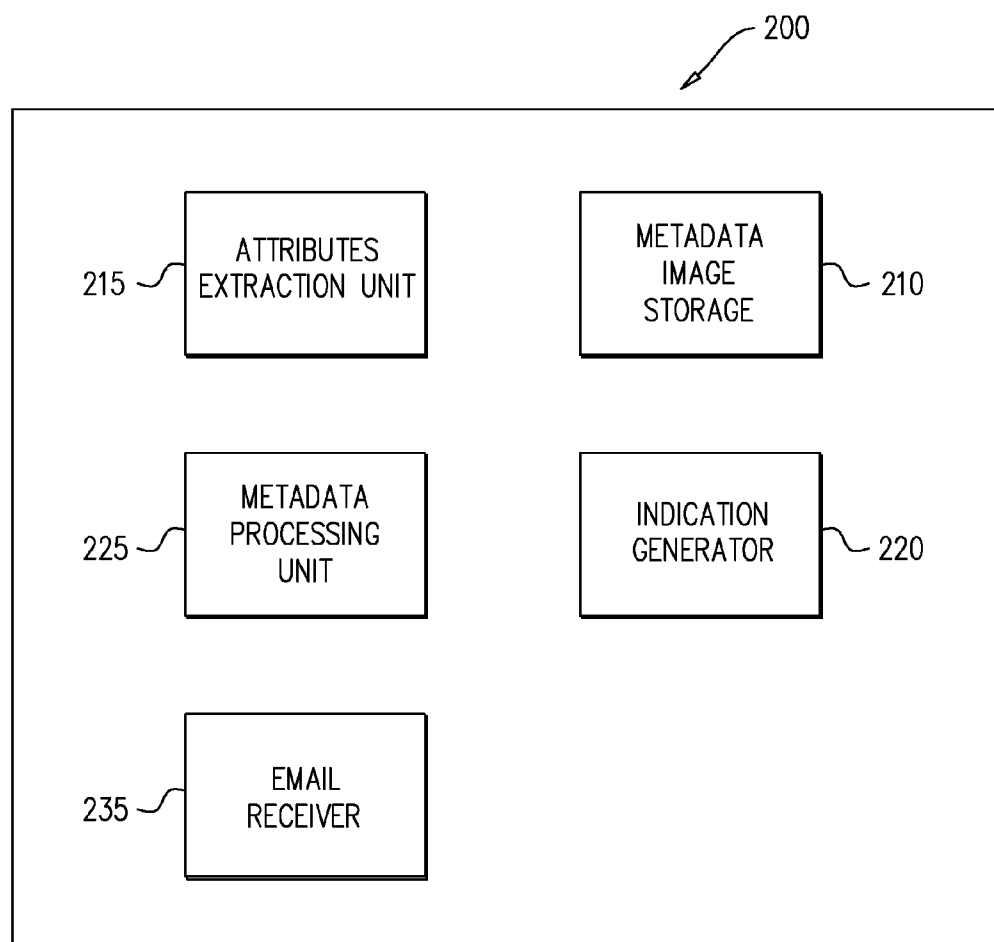 200
ATTRIBUTES
EXTRACTION UNIT
215
METADATA
IMAGE
STORAGE
210
METADATA
PROCESSING
UNIT
225
INDICATION
GENERATOR
220
EMAIL
RECEIVER
235